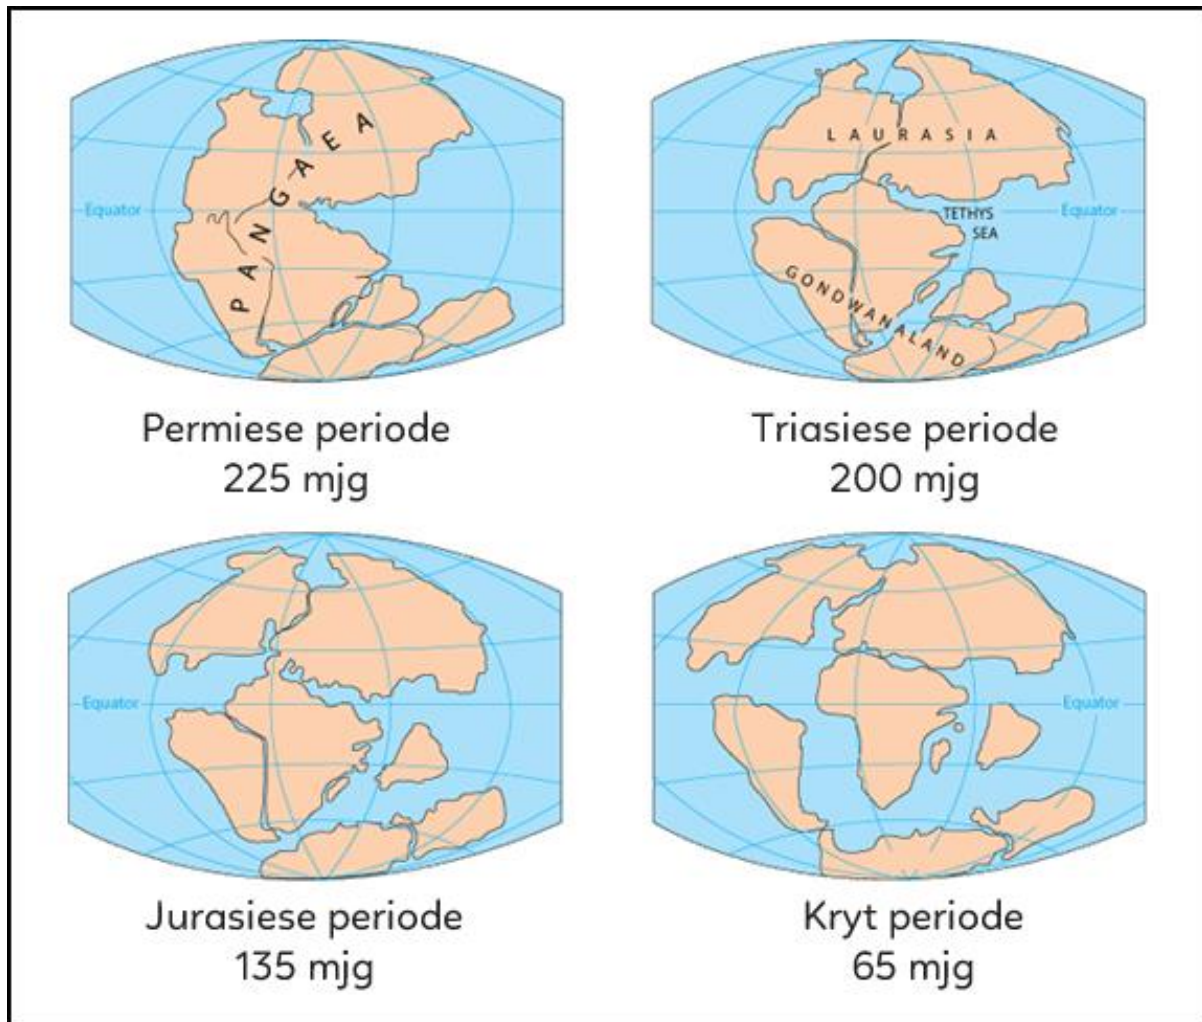 PANGAEA
Equator
Permiese periode
225 mjg
LAURASIA
TETHYS
SEA
Equator
GONDWANALAND
Triasiese periode
200 mjg
Equator
Jurasiese periode
135 mjg
Equator
Kryt periode
65 mjg